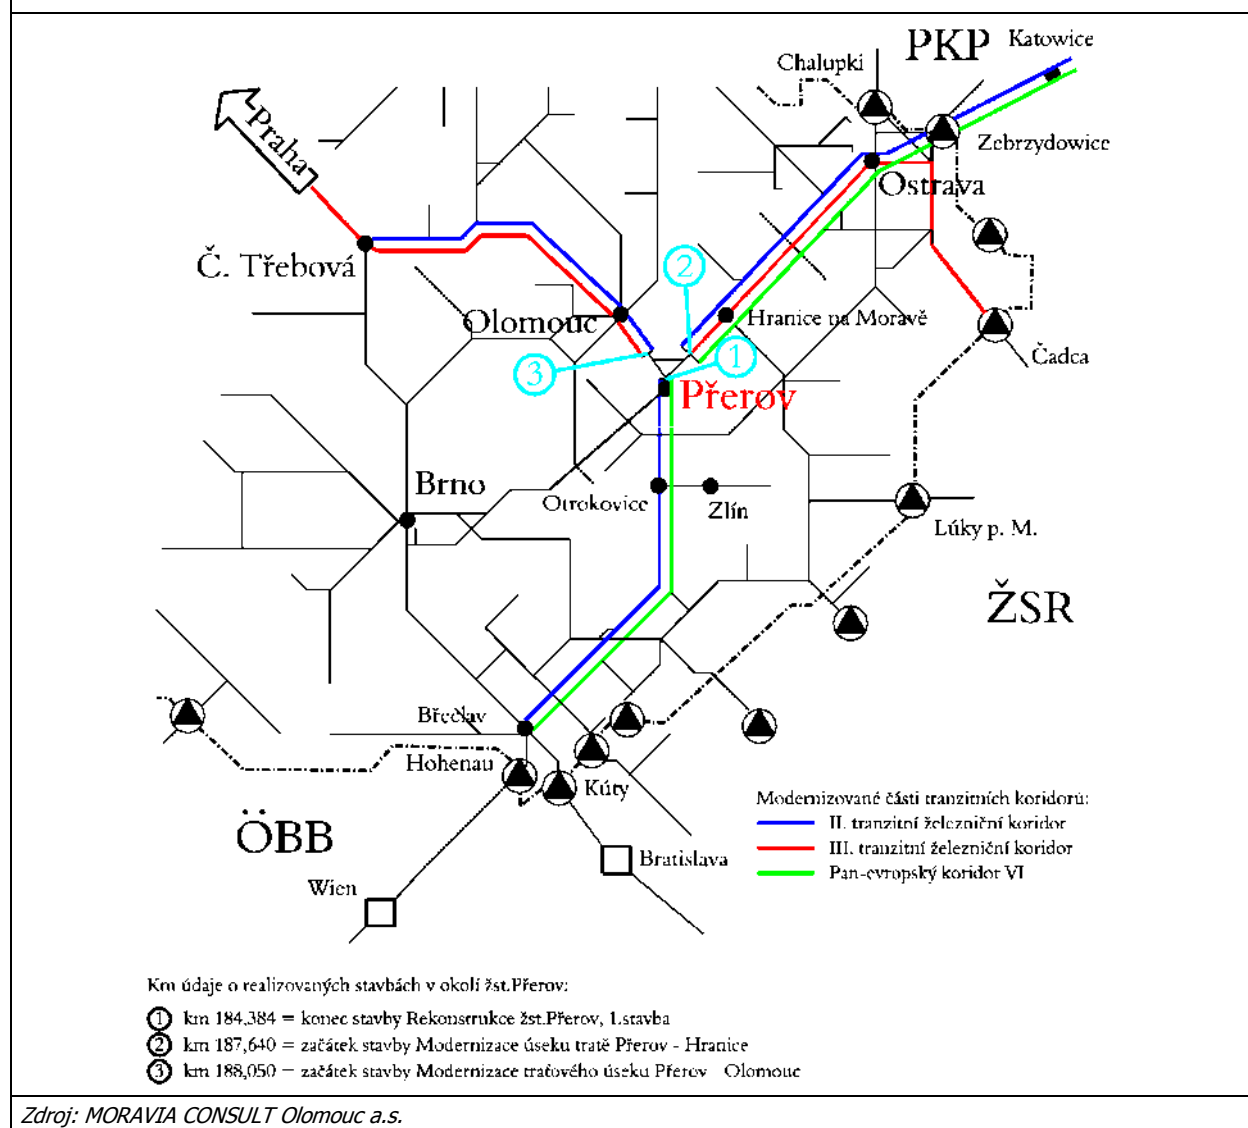 PKP
Katowice
Chalupki
Zebrzydowice
Praha
Ostrava
Č. Třebová
2
Olomouc
Hranice na Moravě
1
3
Čadca
Přerov
Brno
Otrokovice
Zlín
Lúky p. M.
ŽSR
Břeclav
Hohenau
Kúty
ÖBB
Bratislava
Wien
Modernizované části tranzitních koridorů:
II. tranzitní železniční koridor
III. tranzitní železniční koridor
Pan-evropský koridor VI
Km údaje o realizovaných stavbách v okolí žst.Přerov:
1 km 184,384 = konec stavby Rekonstrukce žst.Přerov, 1.stavba
2 km 187,640 = začátek stavby Modernizace úseku tratě Přerov - Hranice
3 km 188,050 = začátek stavby Modernizace traťového úseku Přerov - Olomouc
Zdroj: MORAVIA CONSULT Olomouc a.s.